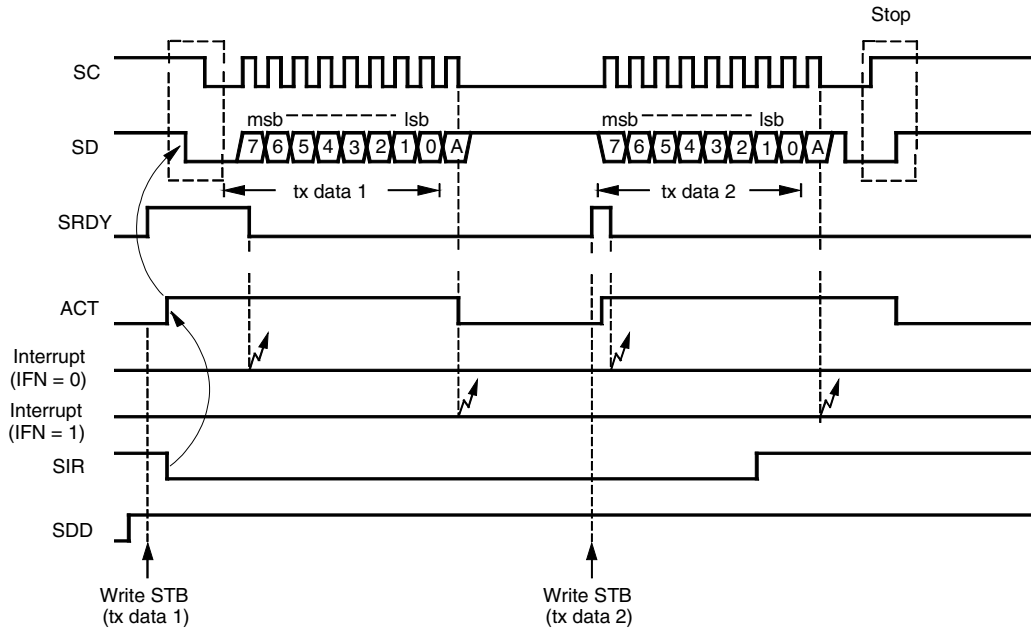 Stop
SC
msb lsb msb lsb
SD
7 6 5 4 3 2 1 0 A 7 6 5 4 3 2 1 0 A
tx data 1 tx data 2
SRDY
ACT
Interrupt
(IFN = 0)
Interrupt
(IFN = 1)
SIR
SDD
Write STB
(tx data 1)
Write STB
(tx data 2)